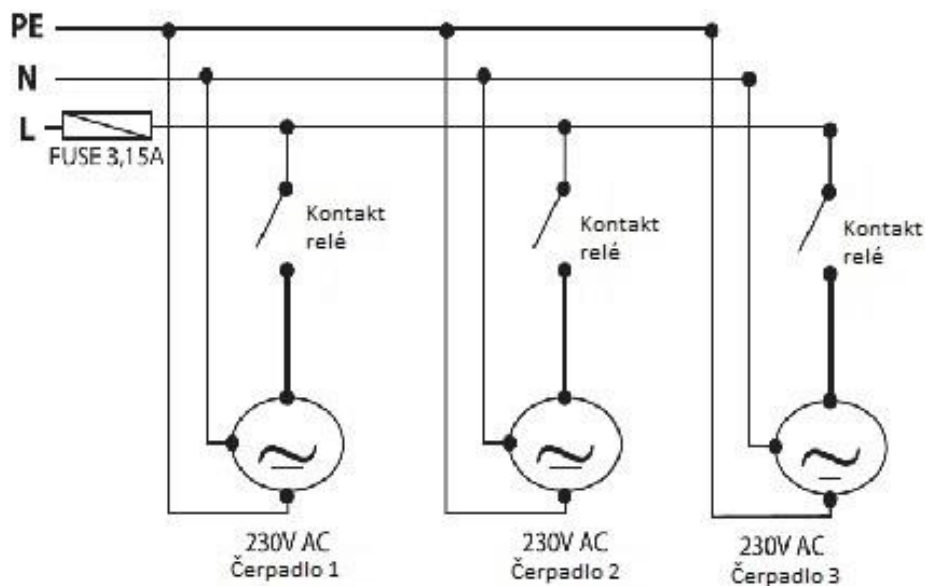 PE
N
L
FUSE 3,15A
Kontakt
relé
Kontakt
relé
Kontakt
relé
230V AC
Čerpadlo 1
230V AC
Čerpadlo 2
230V AC
Čerpadlo 3